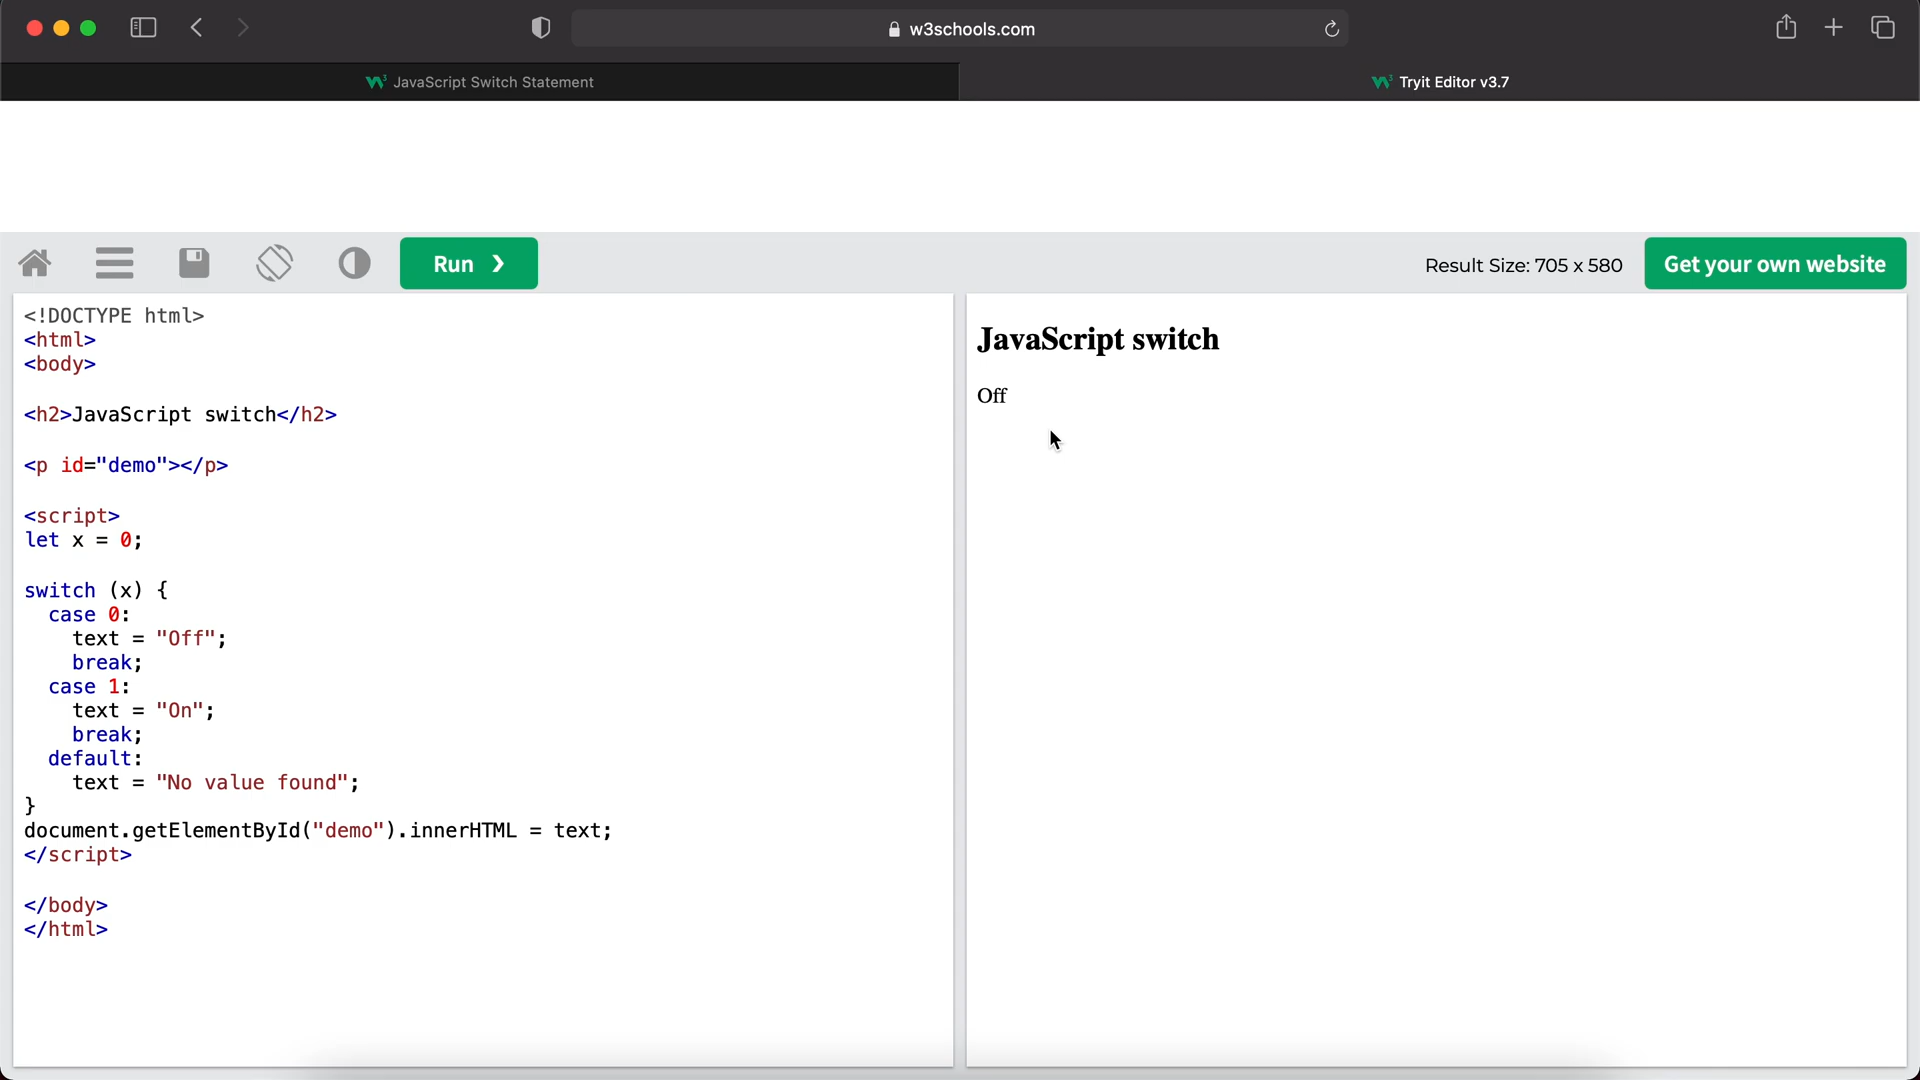 w3schools.com
JavaScript Switch Statement
Tryit Editor v3.7
Run ❯
Result Size: 705 x 580
Get your own website
<!DOCTYPE html>
<html>
<body>
<h2>JavaScript switch</h2>
<p id="demo"></p>
<script>
let x = 0;
switch (x) {
  case 0:
    text = "Off";
    break;
  case 1:
    text = "On";
    break;
  default:
    text = "No value found";
}
document.getElementById("demo").innerHTML = text;
</script>
</body>
</html>
JavaScript switch
Off